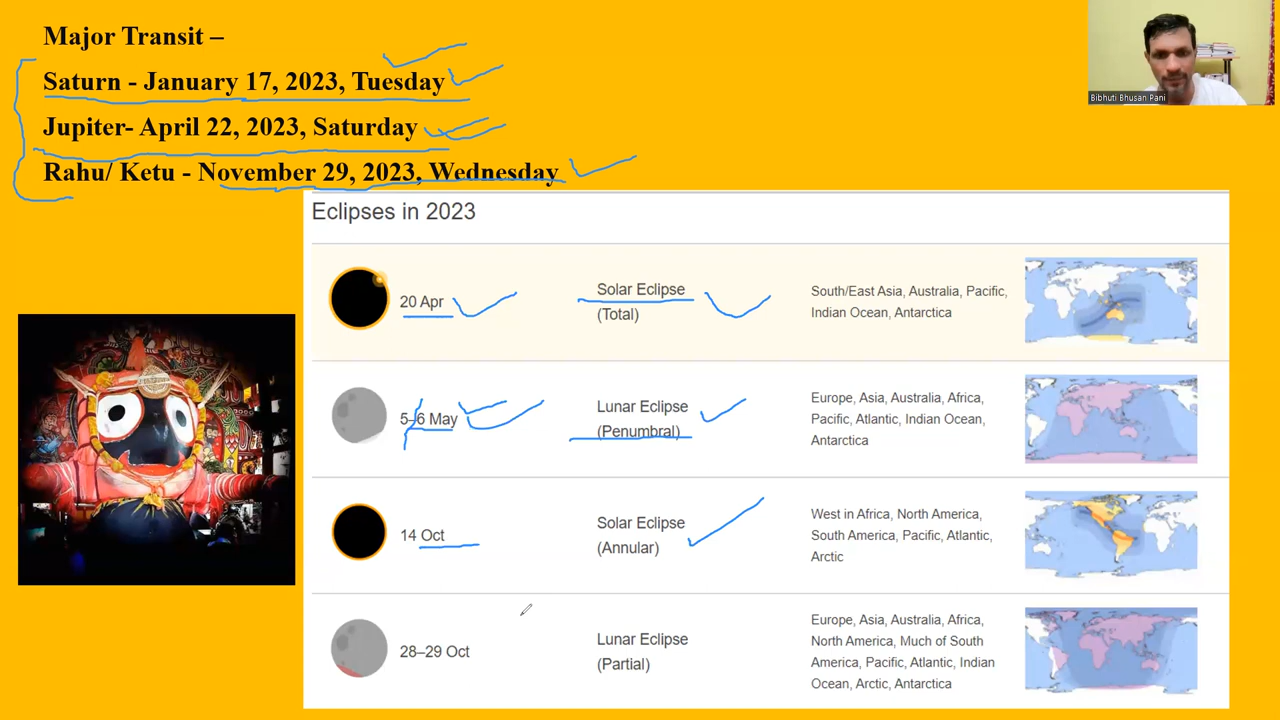 Major Transit –
Saturn - January 17, 2023, Tuesday
Jupiter- April 22, 2023, Saturday
Rahu/ Ketu - November 29, 2023, Wednesday
Bibhuti Bhusan Pani
Eclipses in 2023
20 Apr
Solar Eclipse
(Total)
South/East Asia, Australia, Pacific,
Indian Ocean, Antarctica
5–6 May
Lunar Eclipse
(Penumbral)
Europe, Asia, Australia, Africa,
Pacific, Atlantic, Indian Ocean,
Antarctica
14 Oct
Solar Eclipse
(Annular)
West in Africa, North America,
South America, Pacific, Atlantic,
Arctic
28–29 Oct
Lunar Eclipse
(Partial)
Europe, Asia, Australia, Africa,
North America, Much of South
America, Pacific, Atlantic, Indian
Ocean, Arctic, Antarctica